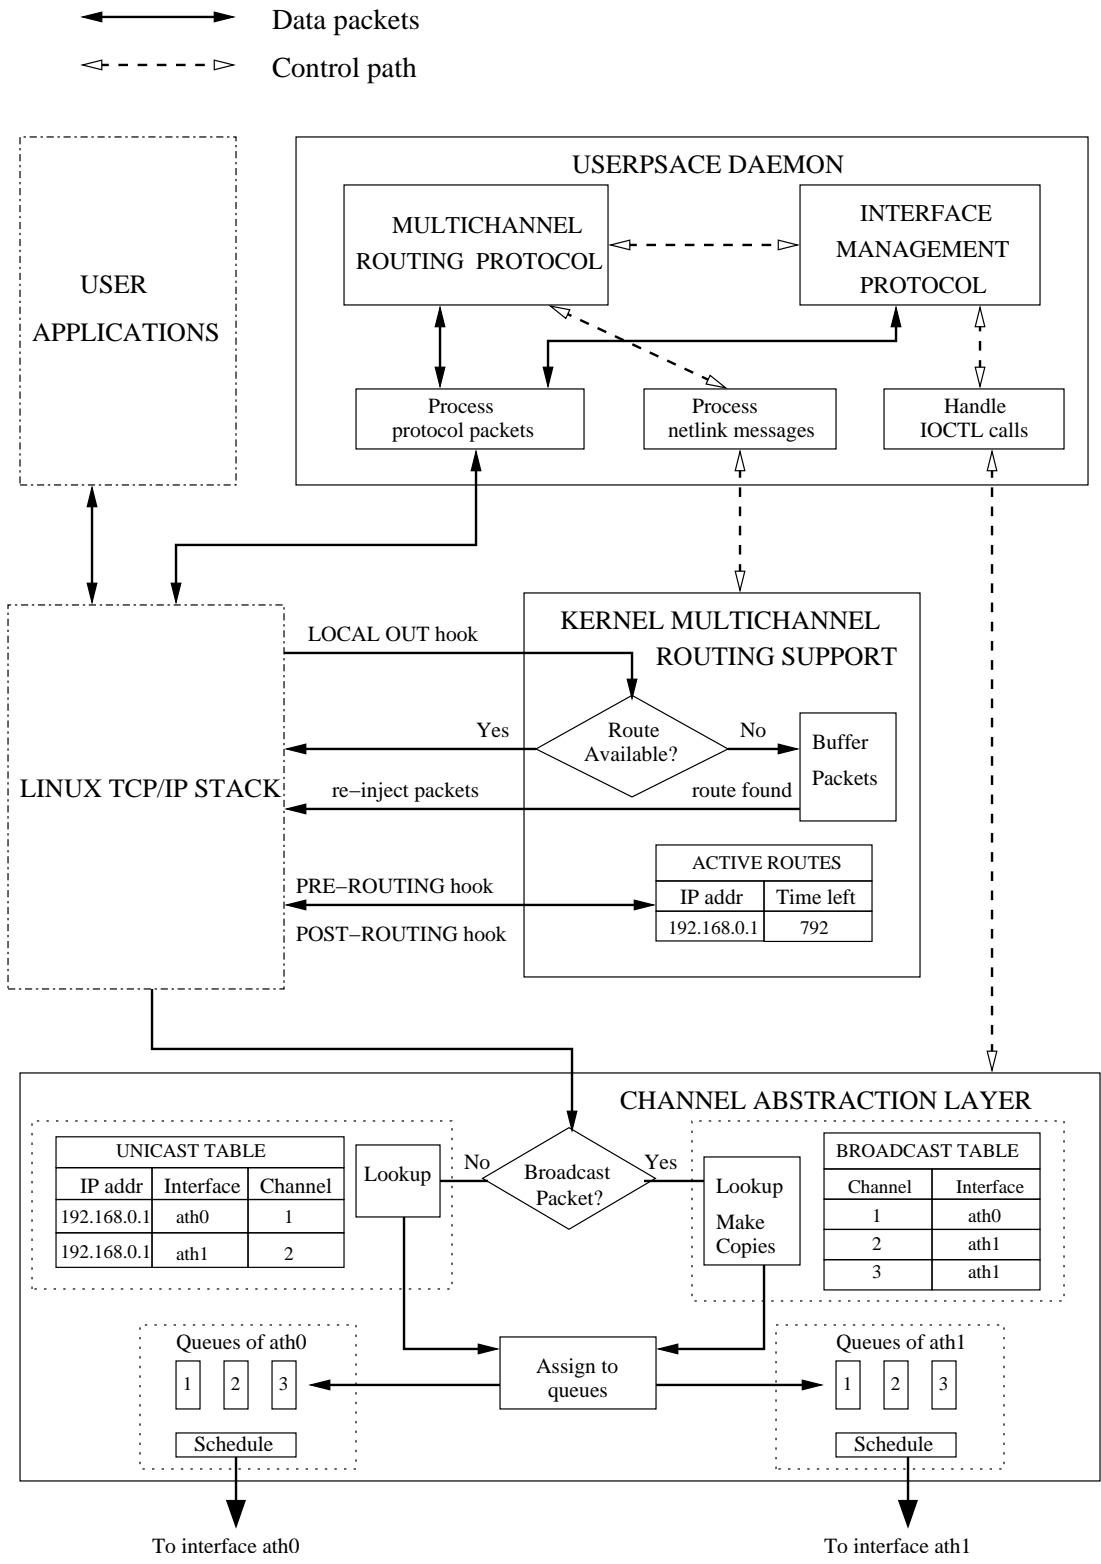 Data packets
Control path
USERPSACE DAEMON
MULTICHANNEL
ROUTING PROTOCOL
INTERFACE
MANAGEMENT
PROTOCOL
USER
APPLICATIONS
Process
protocol packets
Process
netlink messages
Handle
IOCTL calls
KERNEL MULTICHANNEL
ROUTING SUPPORT
LOCAL OUT hook
Yes
Route
Available?
No
Buffer
Packets
LINUX TCP/IP STACK
re−inject packets
route found
ACTIVE ROUTES
IP addr Time left
192.168.0.1 792
PRE−ROUTING hook
POST−ROUTING hook
CHANNEL ABSTRACTION LAYER
UNICAST TABLE
IP addr Interface Channel
192.168.0.1 ath0 1
192.168.0.1 ath1 2
Lookup
No
Broadcast
Packet?
Yes
Lookup
Make
Copies
BROADCAST TABLE
Channel Interface
1 ath0
2 ath1
3 ath1
Queues of ath0
1 2 3
Schedule
Assign to
queues
Queues of ath1
1 2 3
Schedule
To interface ath0
To interface ath1